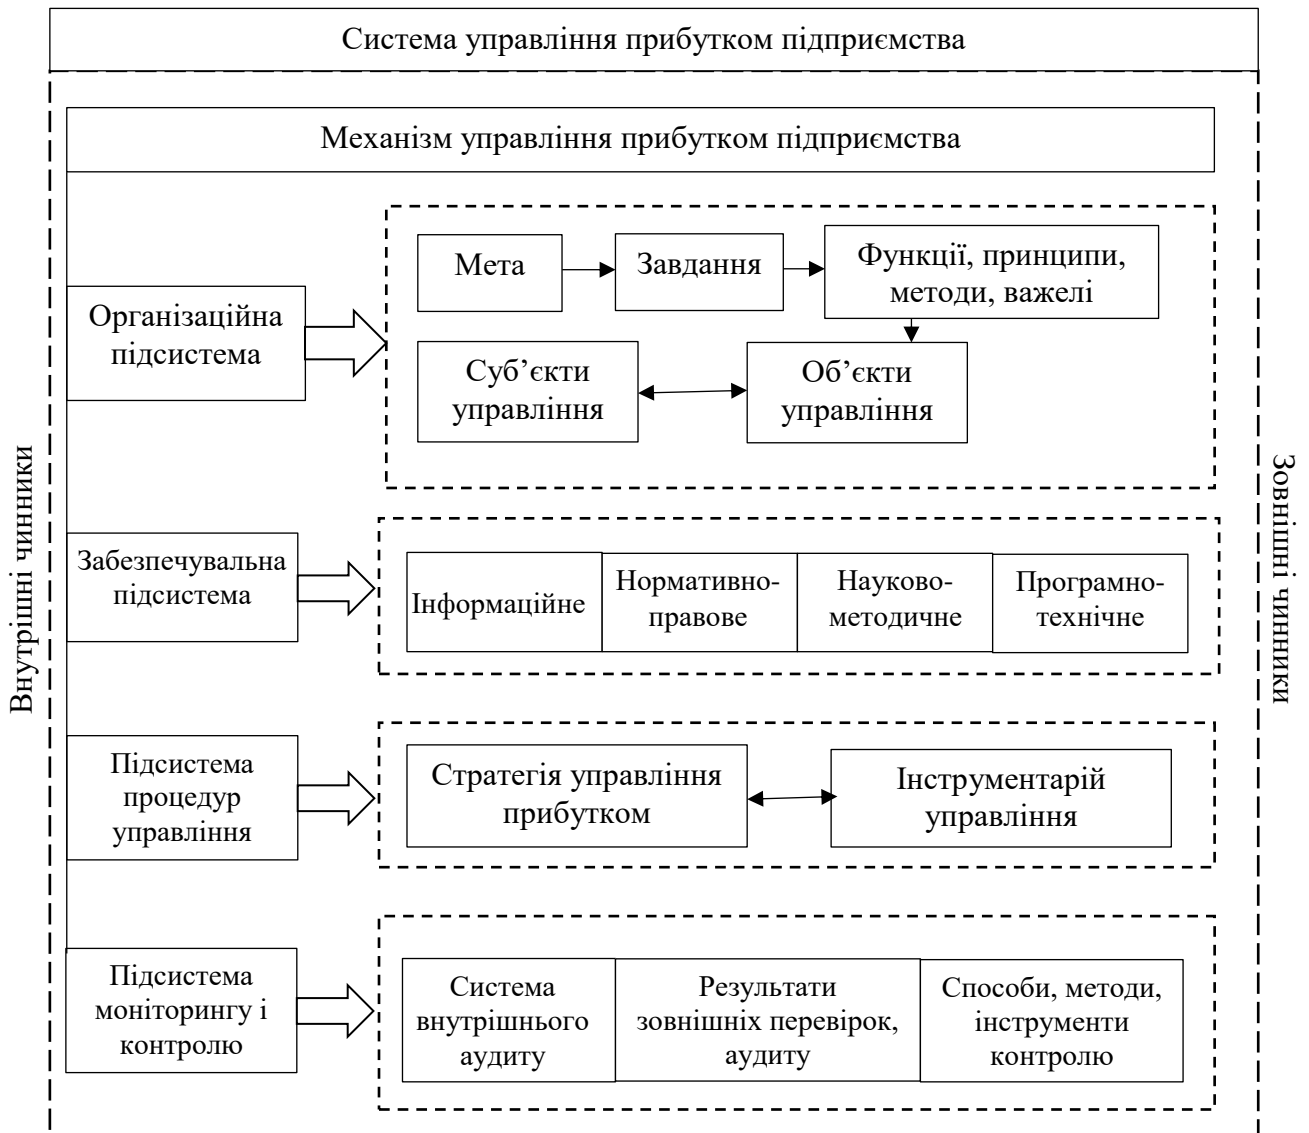 Система управління прибутком підприємства
Механізм управління прибутком підприємства
Внутрішні чинники
Зовнішні чинники
Організаційна
підсистема
Мета
Завдання
Функції, принципи,
методи, важелі
Суб’єкти
управління
Об’єкти
управління
Забезпечувальна
підсистема
Інформаційне
Нормативно-
правове
Науково-
методичне
Програмно-
технічне
Підсистема
процедур
управління
Стратегія управління
прибутком
Інструментарій
управління
Підсистема
моніторингу і
контролю
Система
внутрішнього
аудиту
Результати
зовнішніх перевірок,
аудиту
Способи, методи,
інструменти
контролю